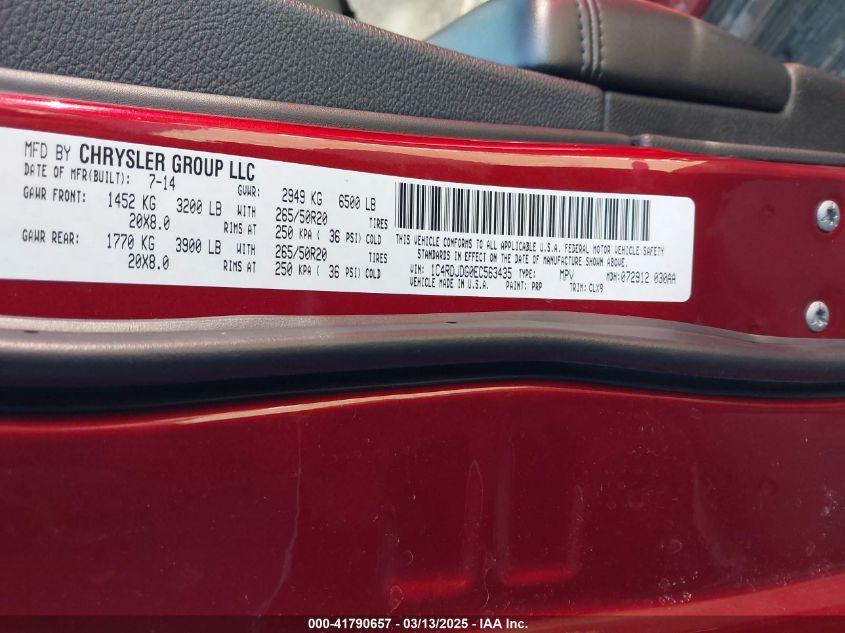 MFD BY CHRYSLER GROUP LLC
DATE OF MFR(BUILT): 7-14 GVWR: 2949 KG 6500 LB
GAWR FRONT: 1452 KG 3200 LB WITH 265/50R20 TIRES
20X8.0 RIMS AT 250 KPA ( 36 PSI) COLD
GAWR REAR: 1770 KG 3900 LB WITH 265/50R20 TIRES
20X8.0 RIMS AT 250 KPA ( 36 PSI) COLD
THIS VEHICLE CONFORMS TO ALL APPLICABLE U.S.A. FEDERAL MOTOR VEHICLE SAFETY
STANDARDS IN EFFECT ON THE DATE OF MANUFACTURE SHOWN ABOVE.
VIN: 1C4RDJDG0EC563435 TYPE: MPV MDH: 072912 030AA
VEHICLE MADE IN U.S.A. PAINT: PRP TRIM: CLX9
000-41790657 - 03/13/2025 - IAA Inc.